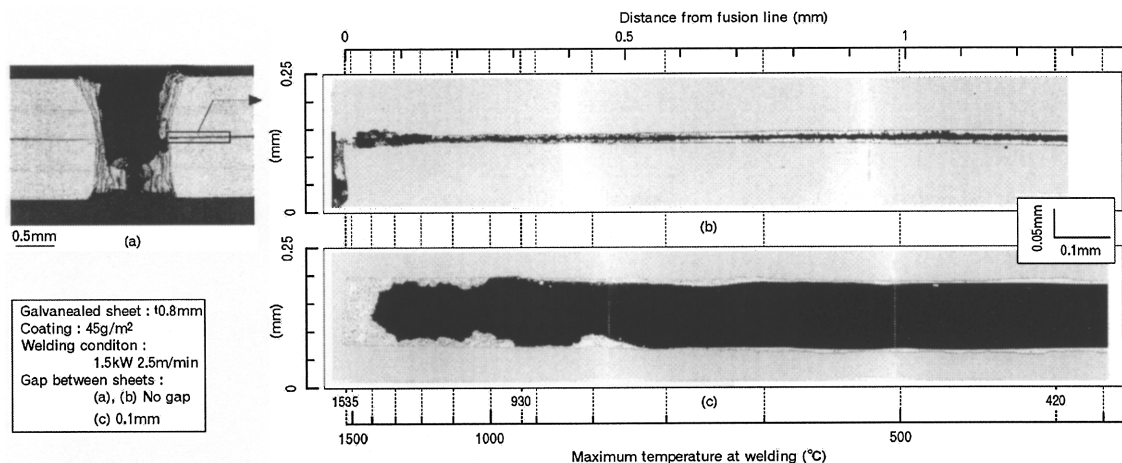 Distance from fusion line (mm)
0
0.5
1
0.25
(mm)
0
0.5mm
(a)
(b)
0.05mm
0.1mm
0.25
(mm)
0
Galvanealed sheet : t0.8mm
Coating : 45g/m²
Welding conditon :
1.5kW 2.5m/min
Gap between sheets :
(a), (b) No gap
(c) 0.1mm
1535
930
(c)
420
1500
1000
500
Maximum temperature at welding (℃)